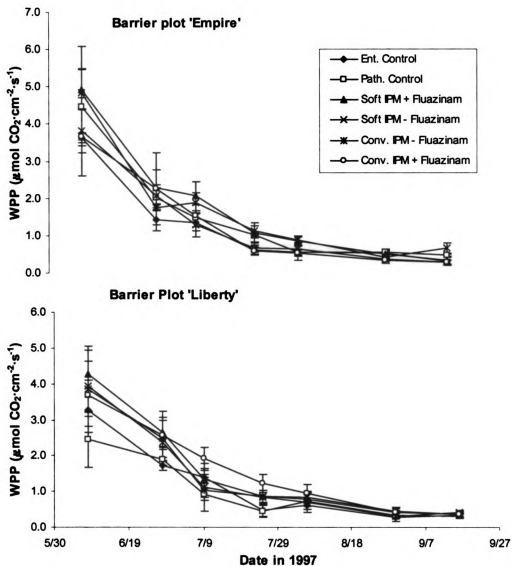 Barrier plot 'Empire'
7.0
6.0
5.0
4.0
3.0
2.0
1.0
0.0
WPP (µmol CO₂·cm⁻²·s⁻¹)
Ent. Control
Path. Control
Soft IPM + Fluazinam
Soft IPM - Fluazinam
Conv. IPM - Fluazinam
Conv. IPM + Fluazinam
Barrier Plot 'Liberty'
6.0
5.0
4.0
3.0
2.0
1.0
0.0
WPP (µmol CO₂·cm⁻²·s⁻¹)
5/30 6/19 7/9 7/29 8/18 9/7 9/27
Date in 1997